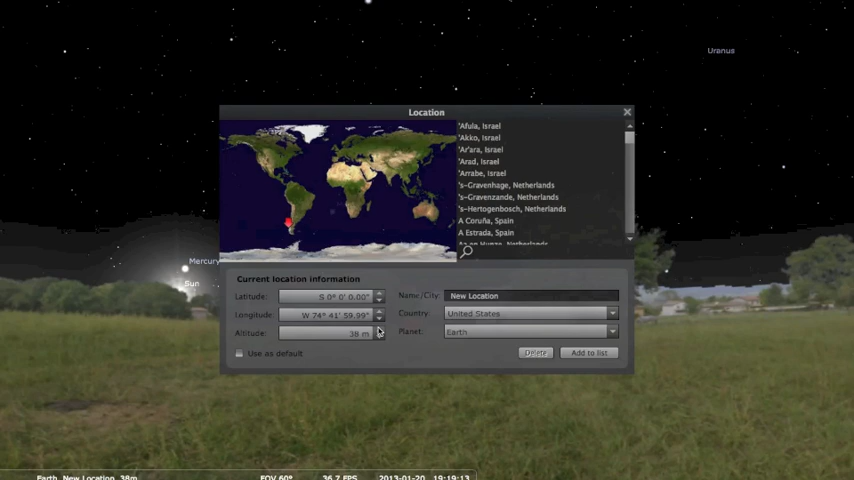 Uranus
Location
'Afula, Israel
'Akko, Israel
'Ar'ara, Israel
'Arad, Israel
'Arrabe, Israel
's-Gravenhage, Netherlands
's-Gravenzande, Netherlands
's-Hertogenbosch, Netherlands
A Coruña, Spain
A Estrada, Spain
Mercury
Sun
Current location information
Latitude: S 0° 0' 0.00"
Name/City: New Location
Longitude: W 74° 41' 59.99"
Country: United States
Altitude: 38 m
Planet: Earth
Use as default
Delete
Add to list
Earth, New Location, 38m FOV 60° 36.7 FPS 2013-01-20 19:19:13